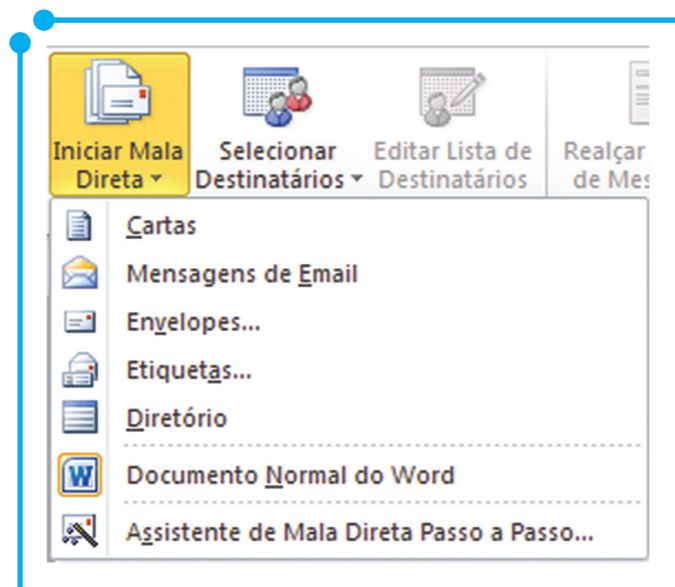 Iniciar Mala Selecionar Editar Lista de Realçar
Direta Destinatários Destinatários de
Cartas
Mensagens de Email
Envelopes...
Etiquetas...
Diretório
Documento Normal do Word
Assistente de Mala Direta Passo a Passo...